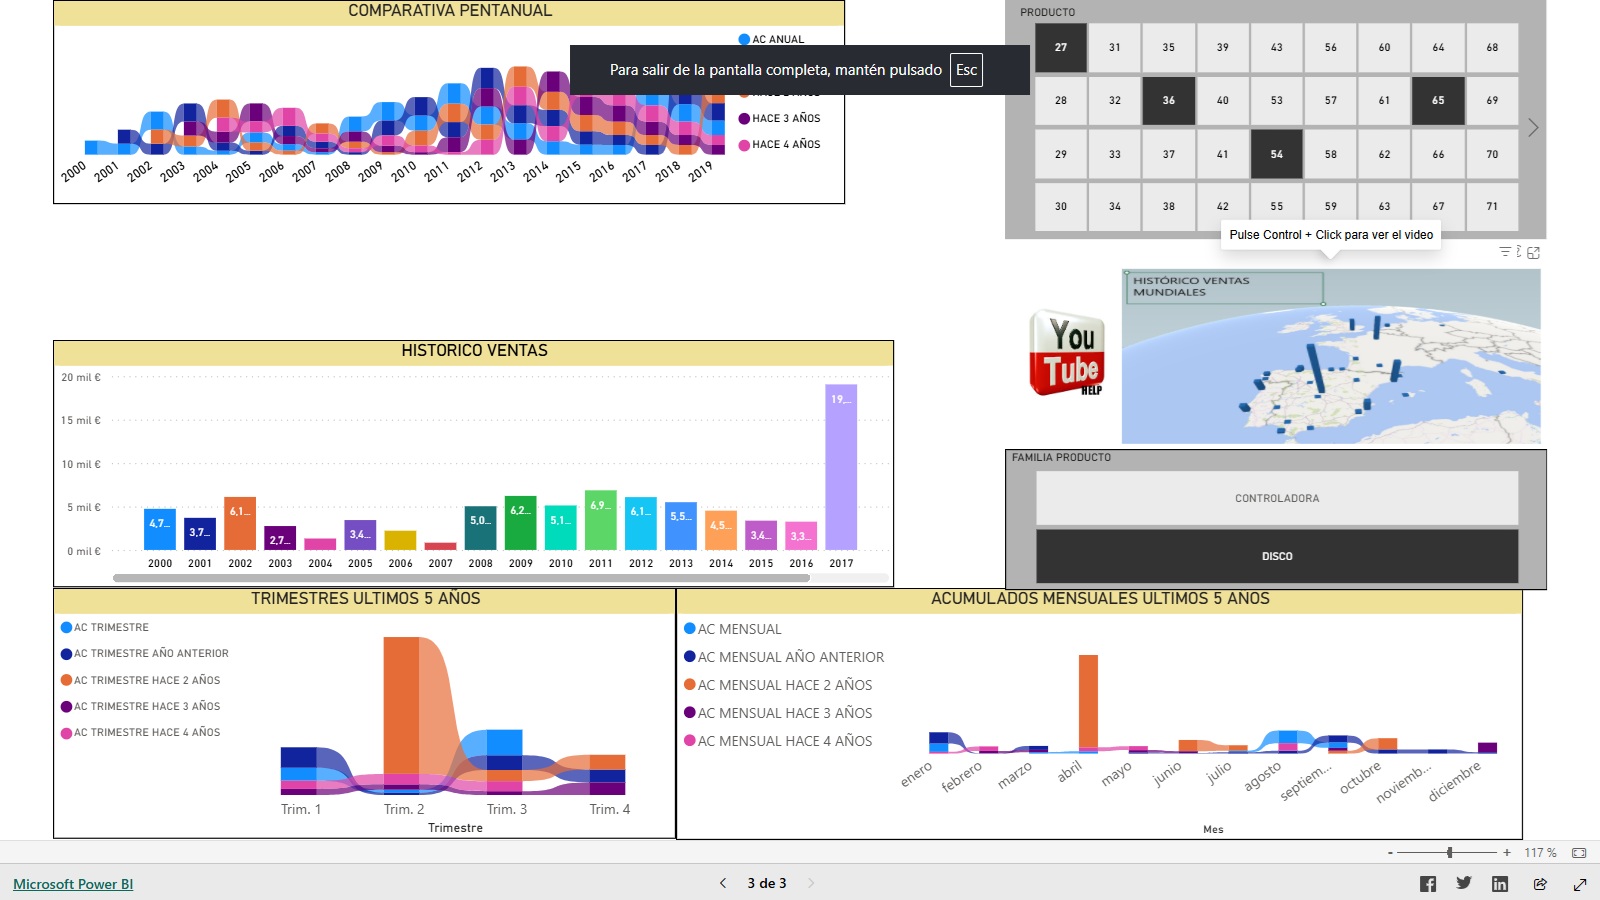 COMPARATIVA PENTANUAL
AC ANUAL
HACE 3 AÑOS
HACE 4 AÑOS
2000 2001 2002 2003 2004 2005 2006 2007 2008 2009 2010 2011 2012 2013 2014 2015 2016 2017 2018 2019
Para salir de la pantalla completa, mantén pulsado Esc
PRODUCTO
27 31 35 39 43 56 60 64 68
28 32 36 40 53 57 61 65 69
29 33 37 41 54 58 62 66 70
30 34 38 42 55 59 63 67 71
Pulse Control + Click para ver el video
HISTÓRICO VENTAS
MUNDIALES
You
Tube
HELP
HISTORICO VENTAS
20 mil €
15 mil €
10 mil €
5 mil €
0 mil €
4,7... 3,7... 6,1... 2,7... 3,4... 5,0... 6,2... 5,1... 6,9... 6,1... 5,5... 4,5... 3,4... 3,3... 19,...
2000 2001 2002 2003 2004 2005 2006 2007 2008 2009 2010 2011 2012 2013 2014 2015 2016 2017
FAMILIA PRODUCTO
CONTROLADORA
DISCO
TRIMESTRES ULTIMOS 5 AÑOS
AC TRIMESTRE
AC TRIMESTRE AÑO ANTERIOR
AC TRIMESTRE HACE 2 AÑOS
AC TRIMESTRE HACE 3 AÑOS
AC TRIMESTRE HACE 4 AÑOS
Trim. 1 Trim. 2 Trim. 3 Trim. 4
Trimestre
ACUMULADOS MENSUALES ULTIMOS 5 AÑOS
AC MENSUAL
AC MENSUAL AÑO ANTERIOR
AC MENSUAL HACE 2 AÑOS
AC MENSUAL HACE 3 AÑOS
AC MENSUAL HACE 4 AÑOS
enero febrero marzo abril mayo junio julio agosto septiem... octubre noviemb... diciembre
Mes
- + 117 %
Microsoft Power BI
3 de 3